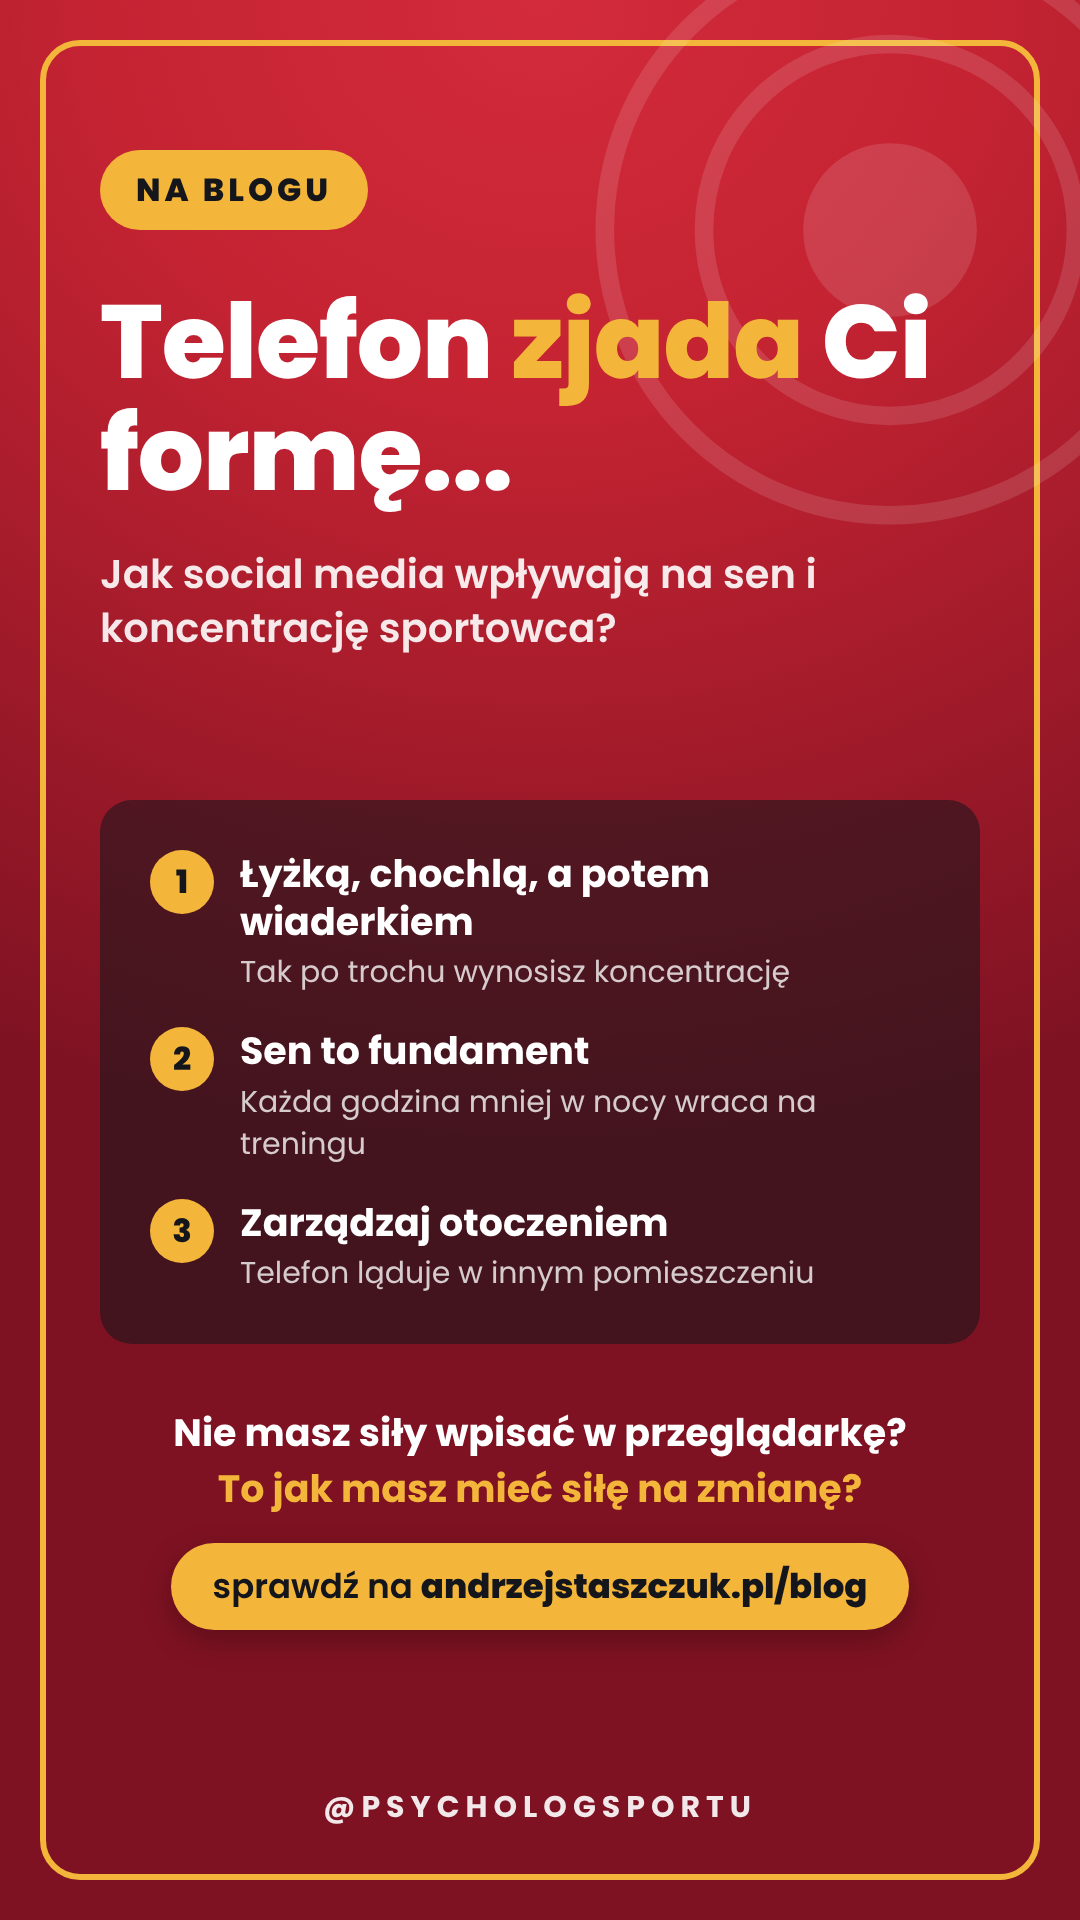 NA BLOGU
Telefon zjada Ci
formę...
Jak social media wpływają na sen i
koncentrację sportowca?
1
Łyżką, chochlą, a potem
wiaderkiem
Tak po trochu wynosisz koncentrację
2
Sen to fundament
Każda godzina mniej w nocy wraca na
treningu
3
Zarządzaj otoczeniem
Telefon ląduje w innym pomieszczeniu
Nie masz siły wpisać w przeglądarkę?
To jak masz mieć siłę na zmianę?
sprawdź na andrzejstaszczuk.pl/blog
@PSYCHOLOGSPORTU